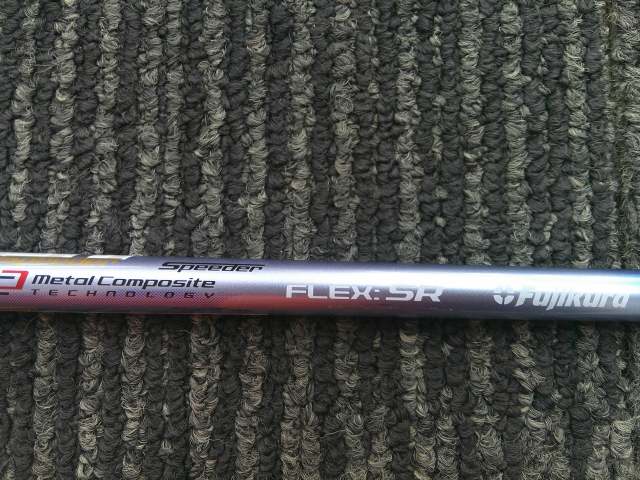 Speeder
Metal Composite
TECHNOLOGY
FLEX: SR
Fujikura